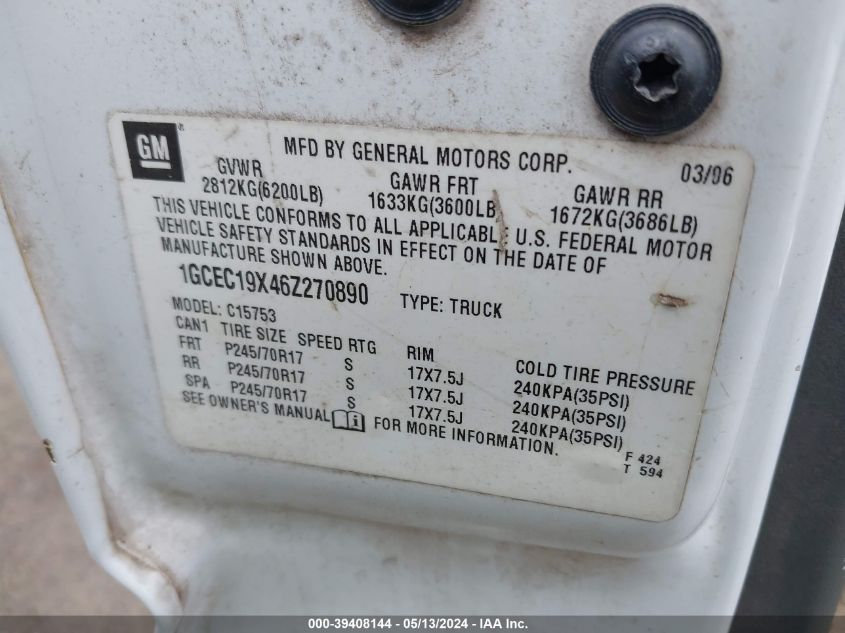 GM®
MFD BY GENERAL MOTORS CORP.
03/06
GVWR
2812KG(6200LB)
GAWR FRT
1633KG(3600LB)
GAWR RR
1672KG(3686LB)
THIS VEHICLE CONFORMS TO ALL APPLICABLE U.S. FEDERAL MOTOR
VEHICLE SAFETY STANDARDS IN EFFECT ON THE DATE OF
MANUFACTURE SHOWN ABOVE.
1GCEC19X46Z270890 TYPE: TRUCK
MODEL: C15753
CAN1 TIRE SIZE SPEED RTG RIM COLD TIRE PRESSURE
FRT P245/70R17 S 17X7.5J 240KPA(35PSI)
RR P245/70R17 S 17X7.5J 240KPA(35PSI)
SPA P245/70R17 S 17X7.5J 240KPA(35PSI)
SEE OWNER'S MANUAL FOR MORE INFORMATION.
F 424
T 594
000-39408144 — 05/13/2024 — IAA Inc.